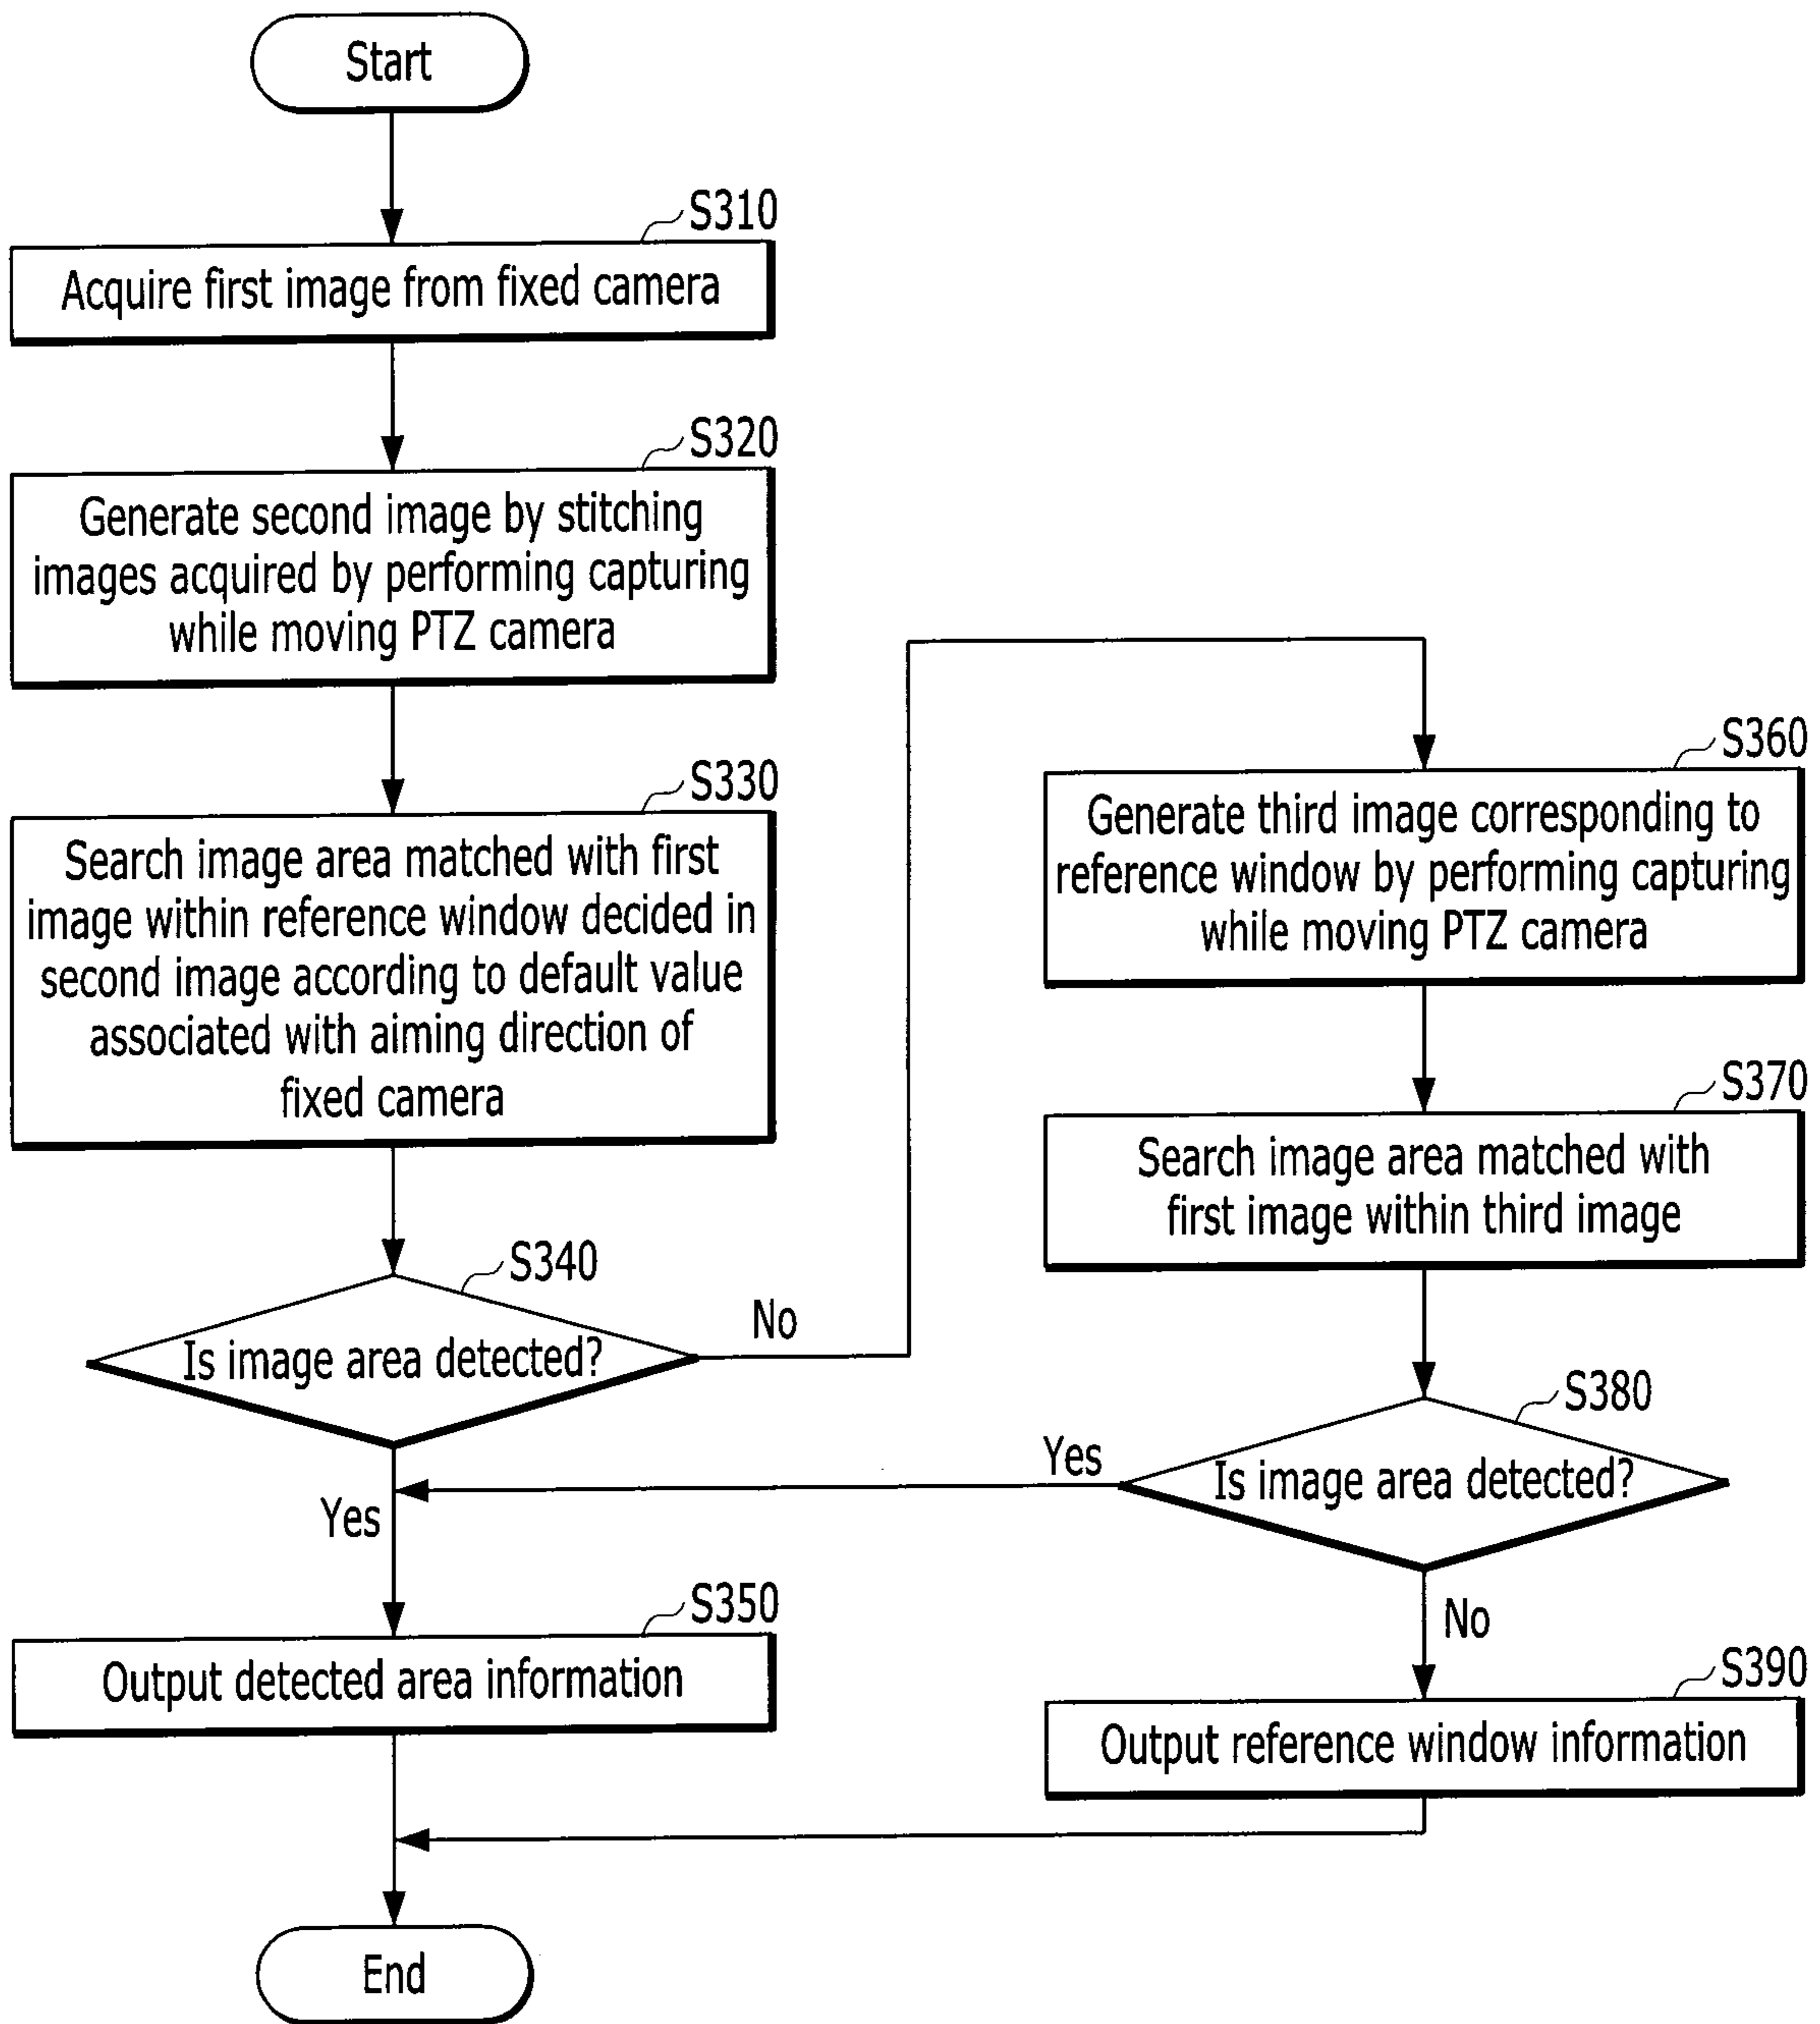 Start
S310
Acquire first image from fixed camera
S320
Generate second image by stitching
images acquired by performing capturing
while moving PTZ camera
S330
Search image area matched with first
image within reference window decided in
second image according to default value
associated with aiming direction of
fixed camera
S340
Is image area detected?
No
Yes
S350
Output detected area information
S360
Generate third image corresponding to
reference window by performing capturing
while moving PTZ camera
S370
Search image area matched with
first image within third image
S380
Is image area detected?
Yes
No
S390
Output reference window information
End